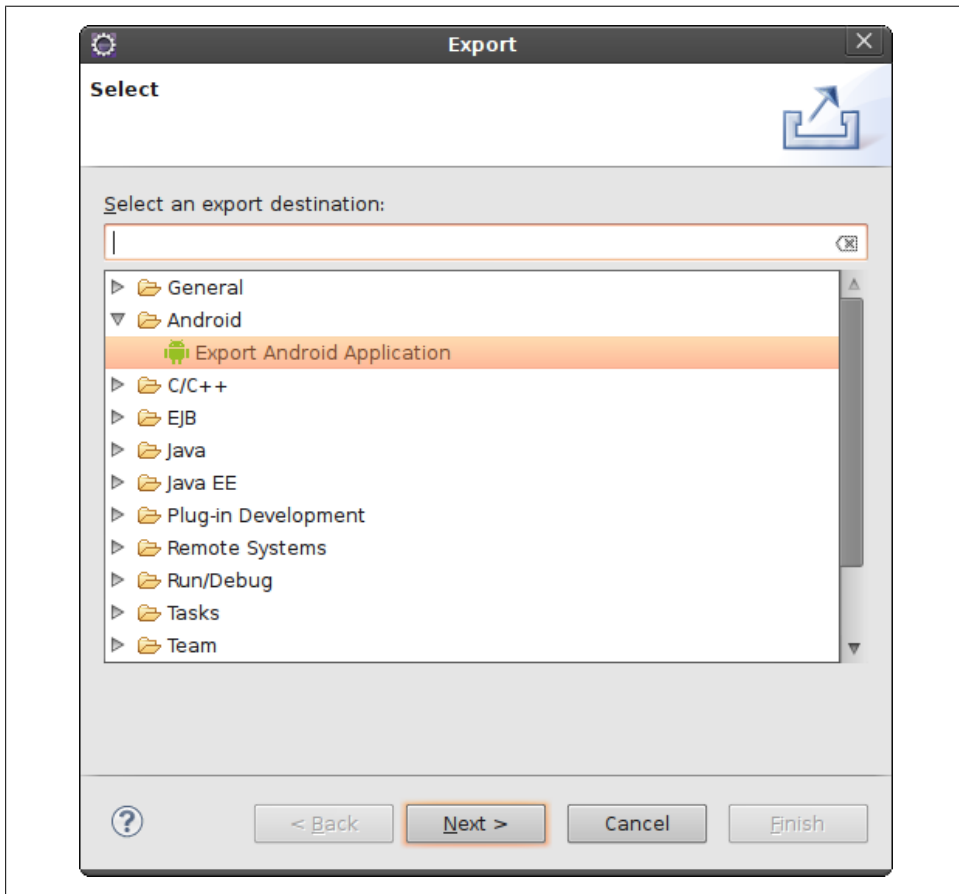 Export
Select
Select an export destination:
General
Android
Export Android Application
C/C++
EJB
Java
Java EE
Plug-in Development
Remote Systems
Run/Debug
Tasks
Team
?
< Back
Next >
Cancel
Finish